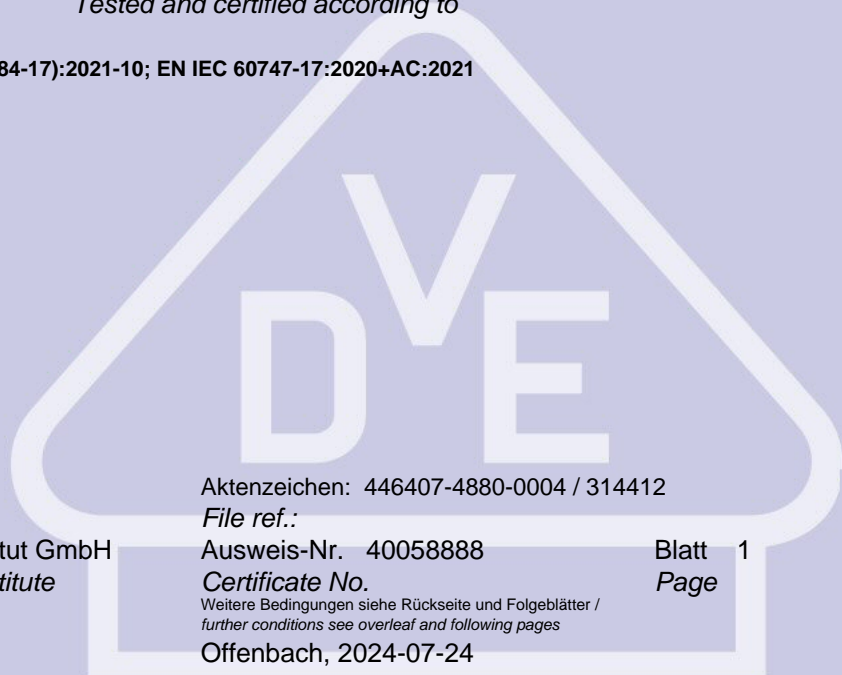 Tested and certified according to
84-17):2021-10; EN IEC 60747-17:2020+AC:2021
V
D E
Aktenzeichen: 446407-4880-0004 / 314412
File ref.:
tut GmbH Ausweis-Nr. 40058888 Blatt 1
titute Certificate No. Page
Weitere Bedingungen siehe Rückseite und Folgeblätter /
further conditions see overleaf and following pages
Offenbach, 2024-07-24